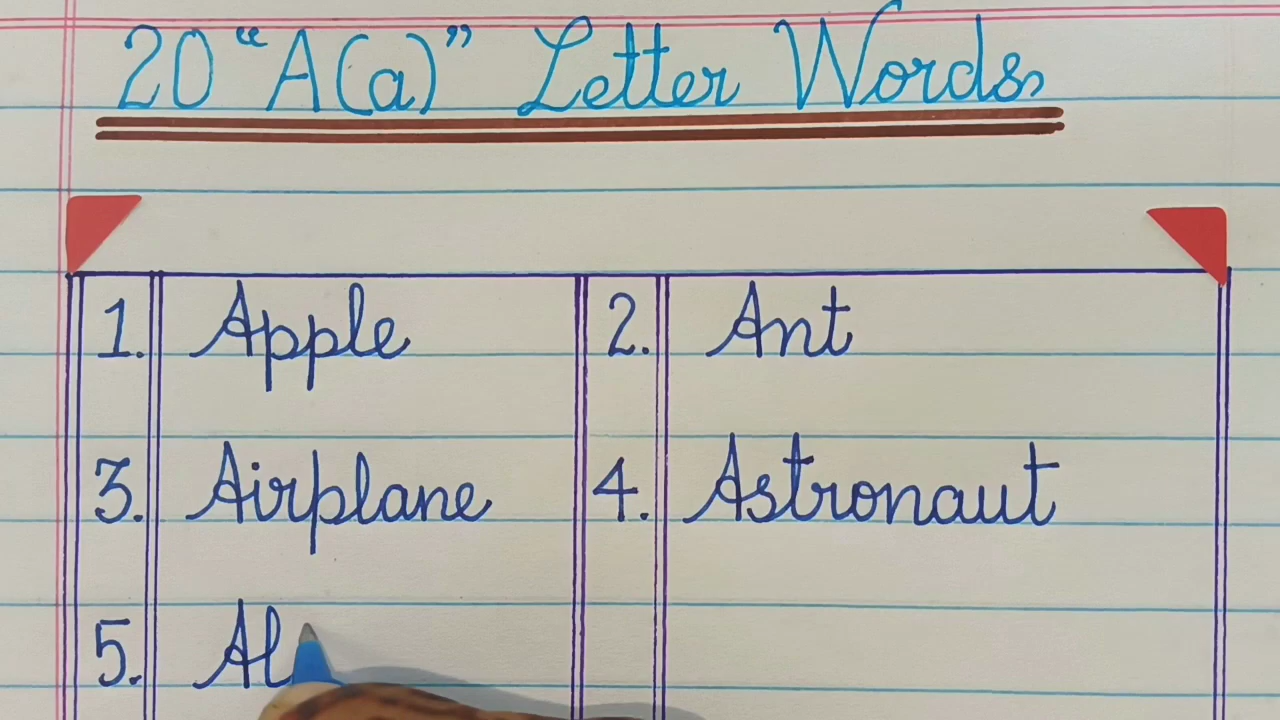 20 “A(a)” Letter Words
1. Apple 2. Ant
3. Airplane 4. Astronaut
5. Al